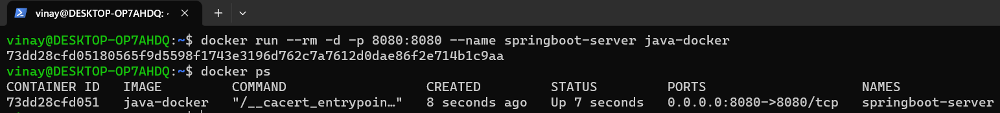 vinay@DESKTOP-OP7AHDQ: ~
vinay@DESKTOP-OP7AHDQ:~$ docker run --rm -d -p 8080:8080 --name springboot-server java-docker
73dd28cfd05180565f9d5598f1743e3196d762c7a7612d0dae86f2e714b1c9aa
vinay@DESKTOP-OP7AHDQ:~$ docker ps
CONTAINER ID   IMAGE         COMMAND                  CREATED         STATUS         PORTS                    NAMES
73dd28cfd051   java-docker   "/__cacert_entrypoin…"   8 seconds ago   Up 7 seconds   0.0.0.0:8080->8080/tcp   springboot-server